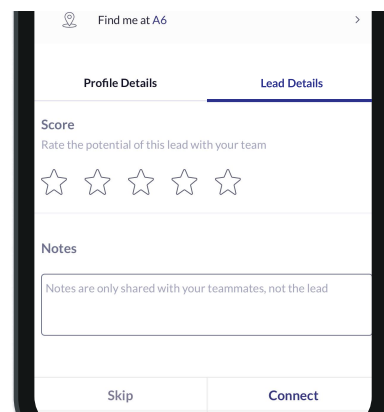 Find me at A6
Profile Details
Lead Details
Score
Rate the potential of this lead with your team
Notes
Notes are only shared with your teammates, not the lead
Skip
Connect